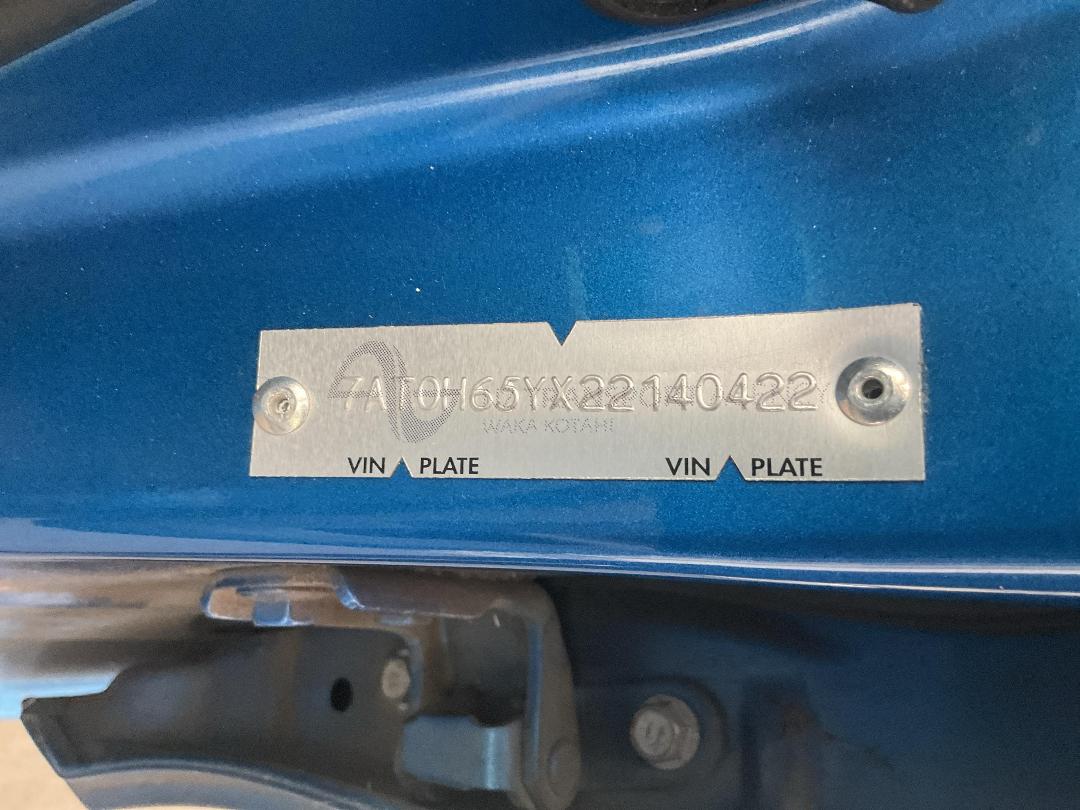 7AT0H65YX22140422
WAKA KOTAHI
VIN PLATE VIN PLATE